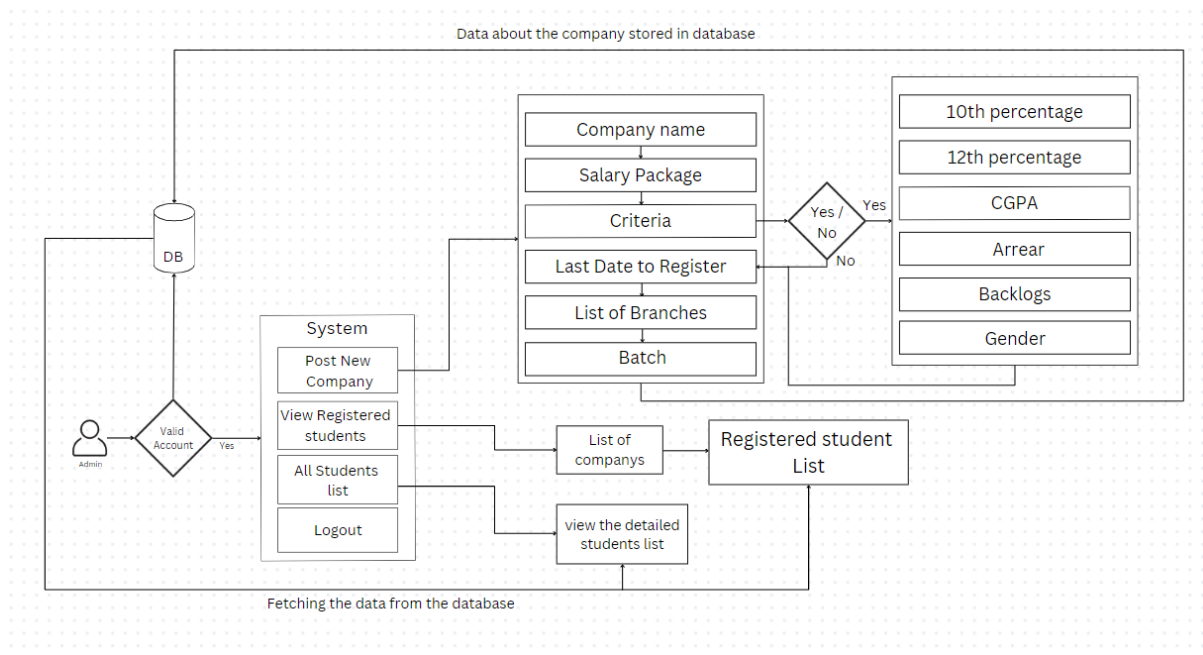 Data about the company stored in database
Company name
Salary Package
Criteria
Last Date to Register
List of Branches
Batch
Yes /
No
Yes
No
10th percentage
12th percentage
CGPA
Arrear
Backlogs
Gender
DB
System
Post New
Company
View Registered
students
All Students
list
Logout
Admin
Valid
Account
Yes
List of
companys
Registered student
List
view the detailed
students list
Fetching the data from the database